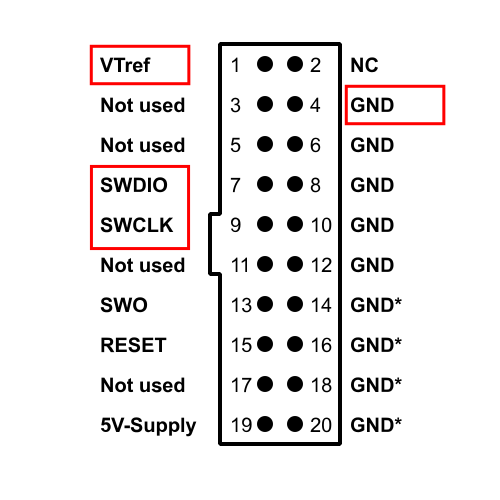 VTref 1 2 NC
Not used 3 4 GND
Not used 5 6 GND
SWDIO 7 8 GND
SWCLK 9 10 GND
Not used 11 12 GND
SWO 13 14 GND*
RESET 15 16 GND*
Not used 17 18 GND*
5V-Supply 19 20 GND*